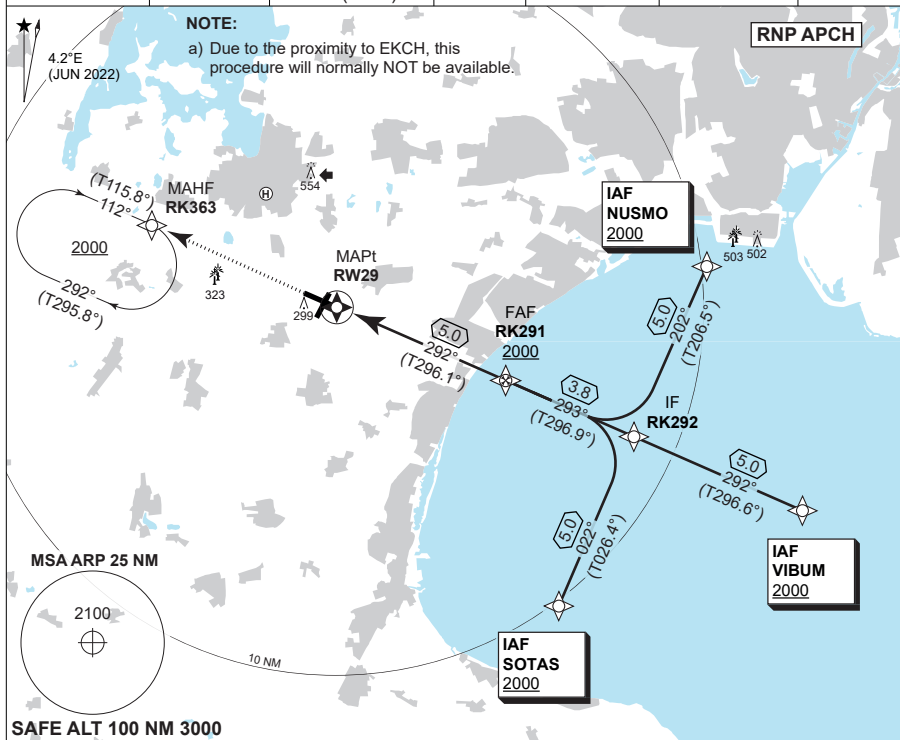 NOTE:
a) Due to the proximity to EKCH, this
procedure will normally NOT be available.
RNP APCH
4.2°E
(JUN 2022)
(T115.8°)
112°
MAHF
RK363
554
H
2000
292°
(T295.8°)
323
299
MAPt
RW29
IAF
NUSMO
2000
503
502
5.0
202°
(T206.5°)
FAF
RK291
2000
5.0
292°
(T296.1°)
3.8
293°
(T296.9°)
IF
RK292
5.0
292°
(T296.6°)
IAF
VIBUM
2000
5.0
022°
(T026.4°)
IAF
SOTAS
2000
10 NM
MSA ARP 25 NM
2100
SAFE ALT 100 NM 3000